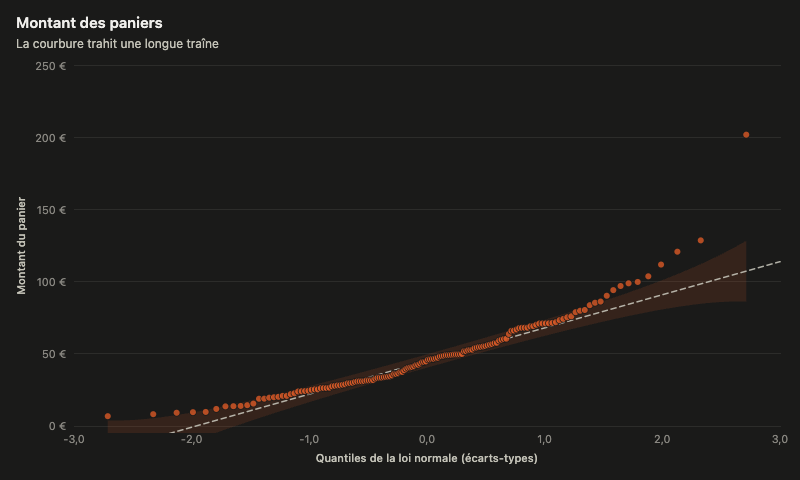 Montant des paniers
La courbure trahit une longue traîne
250 €
200 €
150 €
100 €
50 €
0 €
Montant du panier
-3,0 -2,0 -1,0 0,0 1,0 2,0 3,0
Quantiles de la loi normale (écarts-types)